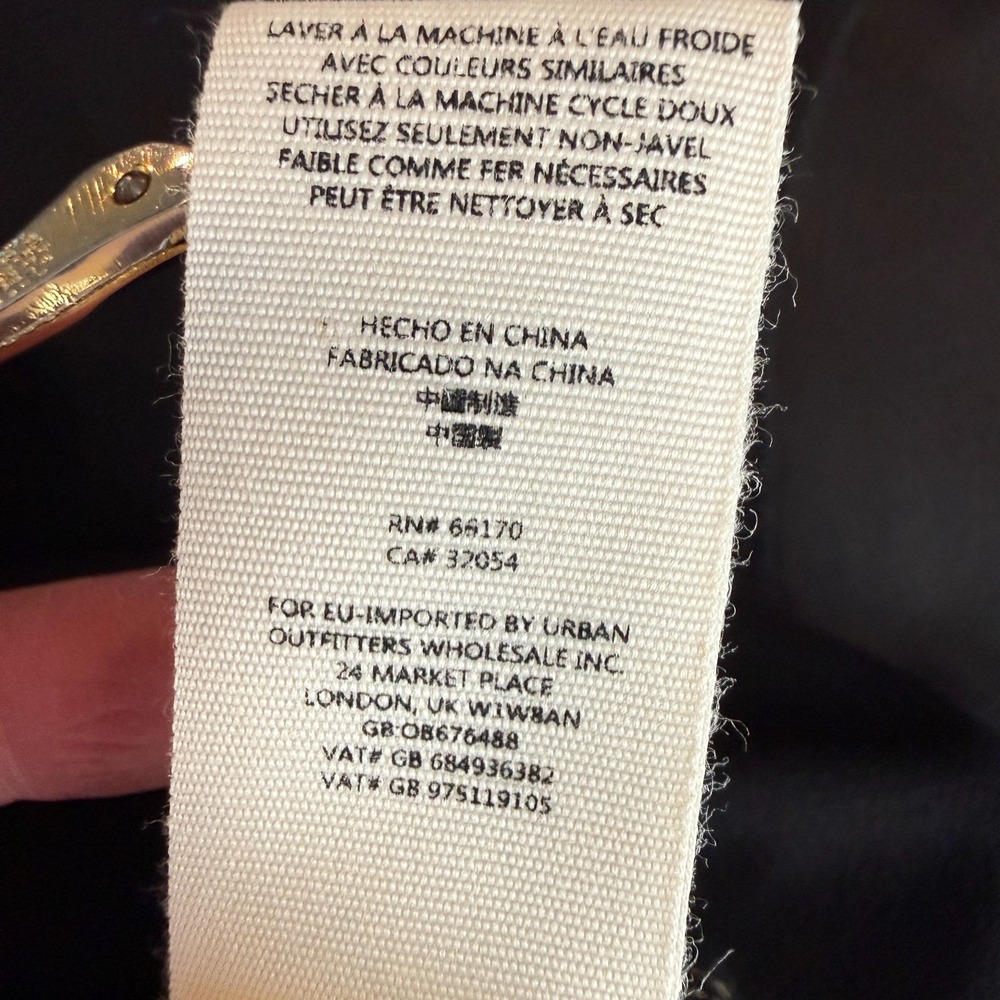 LAVER À LA MACHINE À L'EAU FROIDE
AVEC COULEURS SIMILAIRES
SECHER À LA MACHINE CYCLE DOUX
UTILISEZ SEULEMENT NON-JAVEL
FAIBLE COMME FER NÉCESSAIRES
PEUT ÊTRE NETTOYER À SEC
HECHO EN CHINA
FABRICADO NA CHINA
中國制造
中国製
RN# 66170
CA# 32054
FOR EU-IMPORTED BY URBAN
OUTFITTERS WHOLESALE INC.
24 MARKET PLACE
LONDON, UK W1W8AN
GB OB676488
VAT# GB 684936382
VAT# GB 975119105